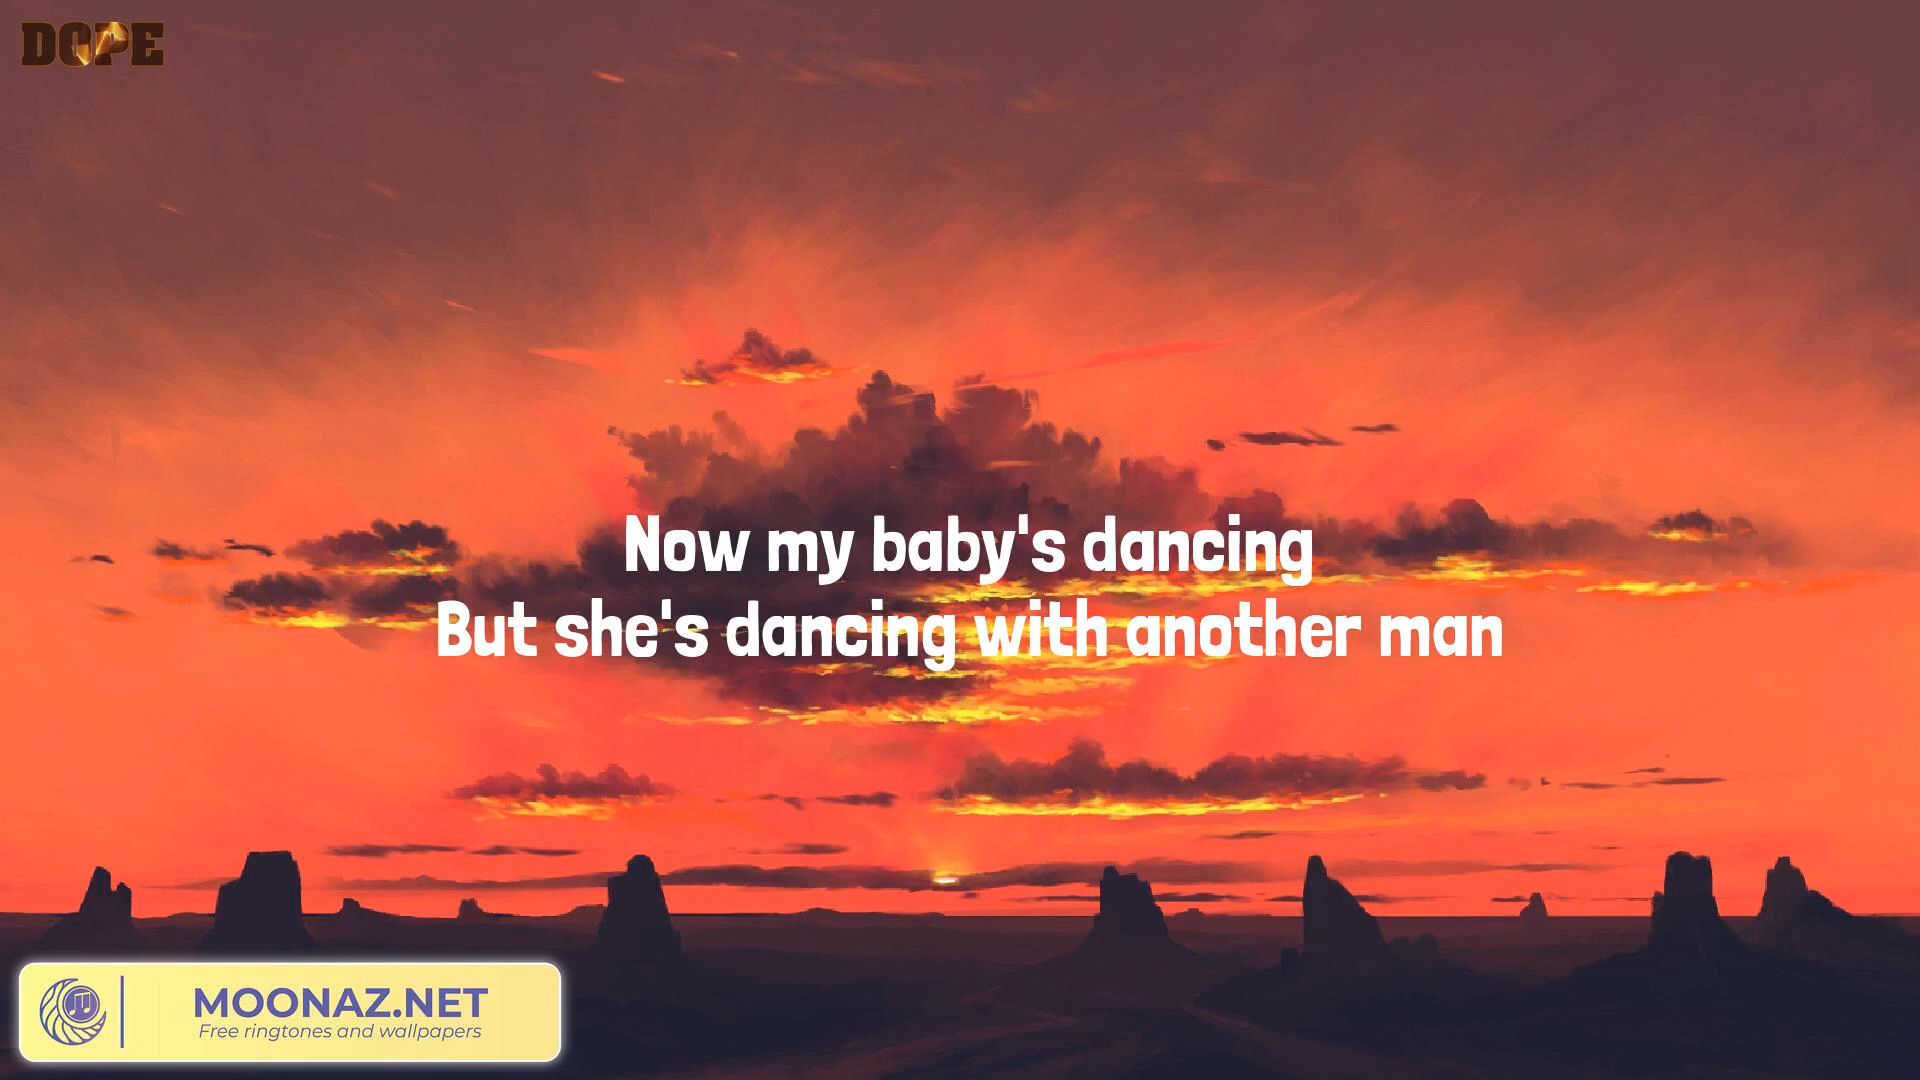 DOPE
Now my baby's dancing
But she's dancing with another man
MOONAZ.NET
Free ringtones and wallpapers